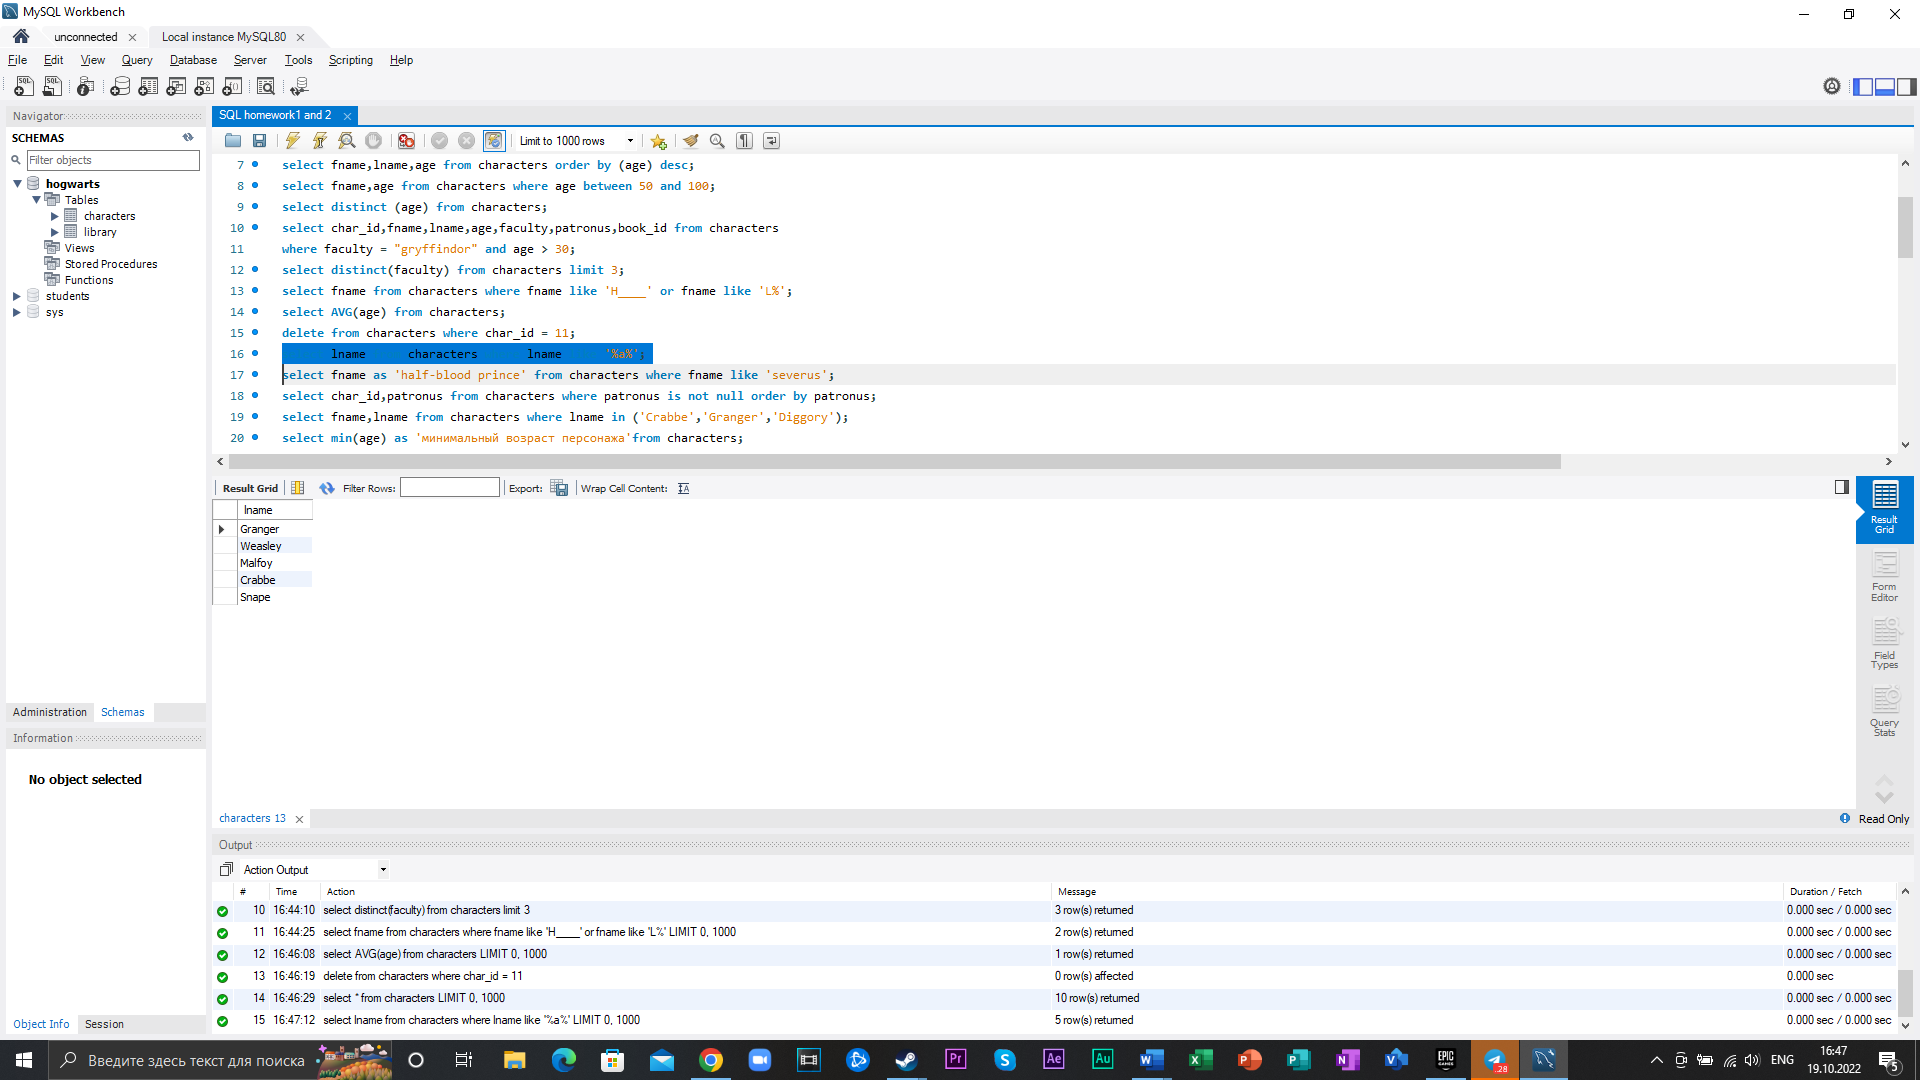 MySQL Workbench
unconnected
Local instance MySQL80
File Edit View Query Database Server Tools Scripting Help
Navigator
SCHEMAS
Filter objects
hogwarts
Tables
characters
library
Views
Stored Procedures
Functions
students
sys
Administration Schemas
Information
No object selected
Object Info Session
SQL homework1 and 2
Limit to 1000 rows
7 select fname,lname,age from characters order by (age) desc;
8 select fname,age from characters where age between 50 and 100;
9 select distinct (age) from characters;
10 select char_id,fname,lname,age,faculty,patronus,book_id from characters
11 where faculty = "gryffindor" and age > 30;
12 select distinct(faculty) from characters limit 3;
13 select fname from characters where fname like 'H____' or fname like 'L%';
14 select AVG(age) from characters;
15 delete from characters where char_id = 11;
16 lname characters lname '%a%';
17 select fname as 'half-blood prince' from characters where fname like 'severus';
18 select char_id,patronus from characters where patronus is not null order by patronus;
19 select fname,lname from characters where lname in ('Crabbe','Granger','Diggory');
20 select min(age) as 'минимальный возраст персонажа'from characters;
Result Grid Filter Rows: Export: Wrap Cell Content:
lname
Granger
Weasley
Malfoy
Crabbe
Snape
Result Grid
Form Editor
Field Types
Query Stats
characters 13
Read Only
Output
Action Output
# Time Action Message Duration / Fetch
10 16:44:10 select distinct(faculty) from characters limit 3 3 row(s) returned 0.000 sec / 0.000 sec
11 16:44:25 select fname from characters where fname like 'H____' or fname like 'L%' LIMIT 0, 1000 2 row(s) returned 0.000 sec / 0.000 sec
12 16:46:08 select AVG(age) from characters LIMIT 0, 1000 1 row(s) returned 0.000 sec / 0.000 sec
13 16:46:19 delete from characters where char_id = 11 0 row(s) affected 0.000 sec
14 16:46:29 select * from characters LIMIT 0, 1000 10 row(s) returned 0.000 sec / 0.000 sec
15 16:47:12 select lname from characters where lname like '%a%' LIMIT 0, 1000 5 row(s) returned 0.000 sec / 0.000 sec
Введите здесь текст для поиска
ENG
16:47
19.10.2022